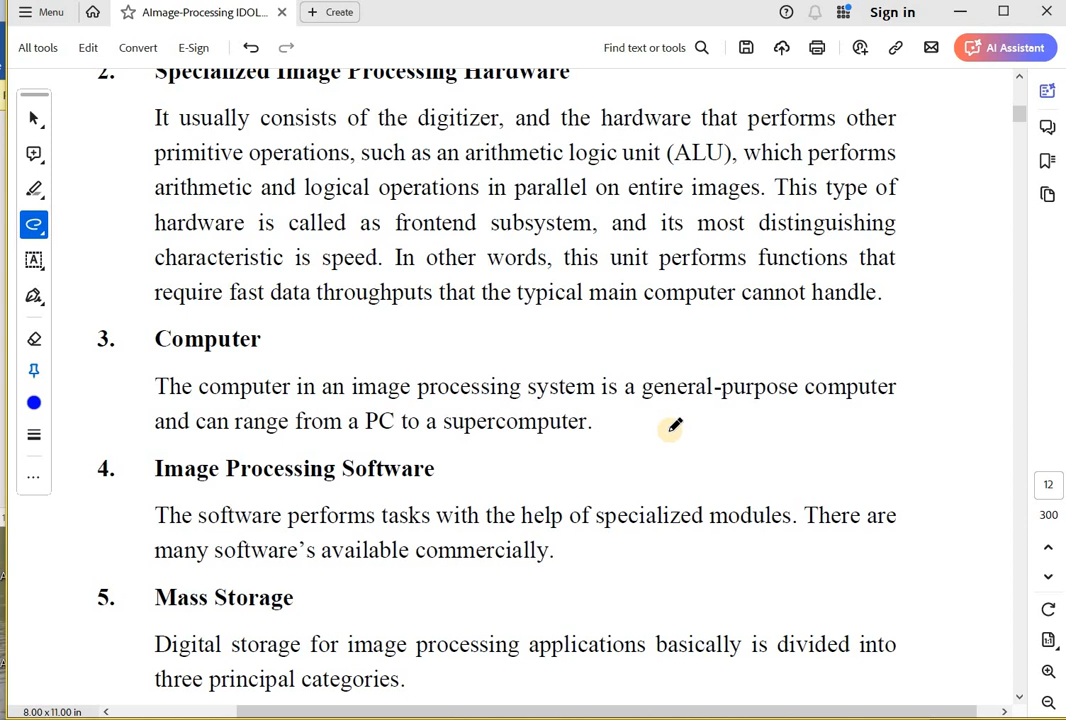 Menu
AImage-Processing IDOL...
Create
Sign in
All tools
Edit
Convert
E-Sign
Find text or tools
AI Assistant
2. Specialized Image Processing Hardware
It usually consists of the digitizer, and the hardware that performs other
primitive operations, such as an arithmetic logic unit (ALU), which performs
arithmetic and logical operations in parallel on entire images. This type of
hardware is called as frontend subsystem, and its most distinguishing
characteristic is speed. In other words, this unit performs functions that
require fast data throughputs that the typical main computer cannot handle.
3. Computer
The computer in an image processing system is a general-purpose computer
and can range from a PC to a supercomputer.
4. Image Processing Software
The software performs tasks with the help of specialized modules. There are
many software’s available commercially.
5. Mass Storage
Digital storage for image processing applications basically is divided into
three principal categories.
12
300
8.00 x 11.00 in